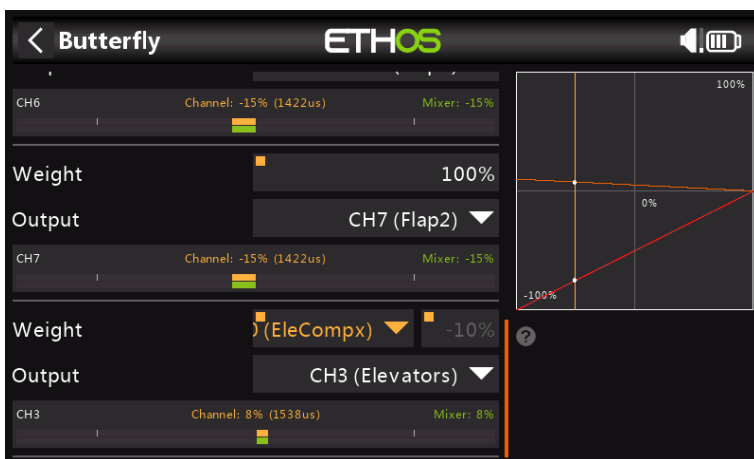 Butterfly
ETHOS
CH6 Channel: -15% (1422us) Mixer: -15%
Weight 100%
Output CH7 (Flap2)
CH7 Channel: -15% (1422us) Mixer: -15%
Weight (EleCompx) -10%
Output CH3 (Elevators)
CH3 Channel: 8% (1538us) Mixer: 8%
100%
0%
-100%
?